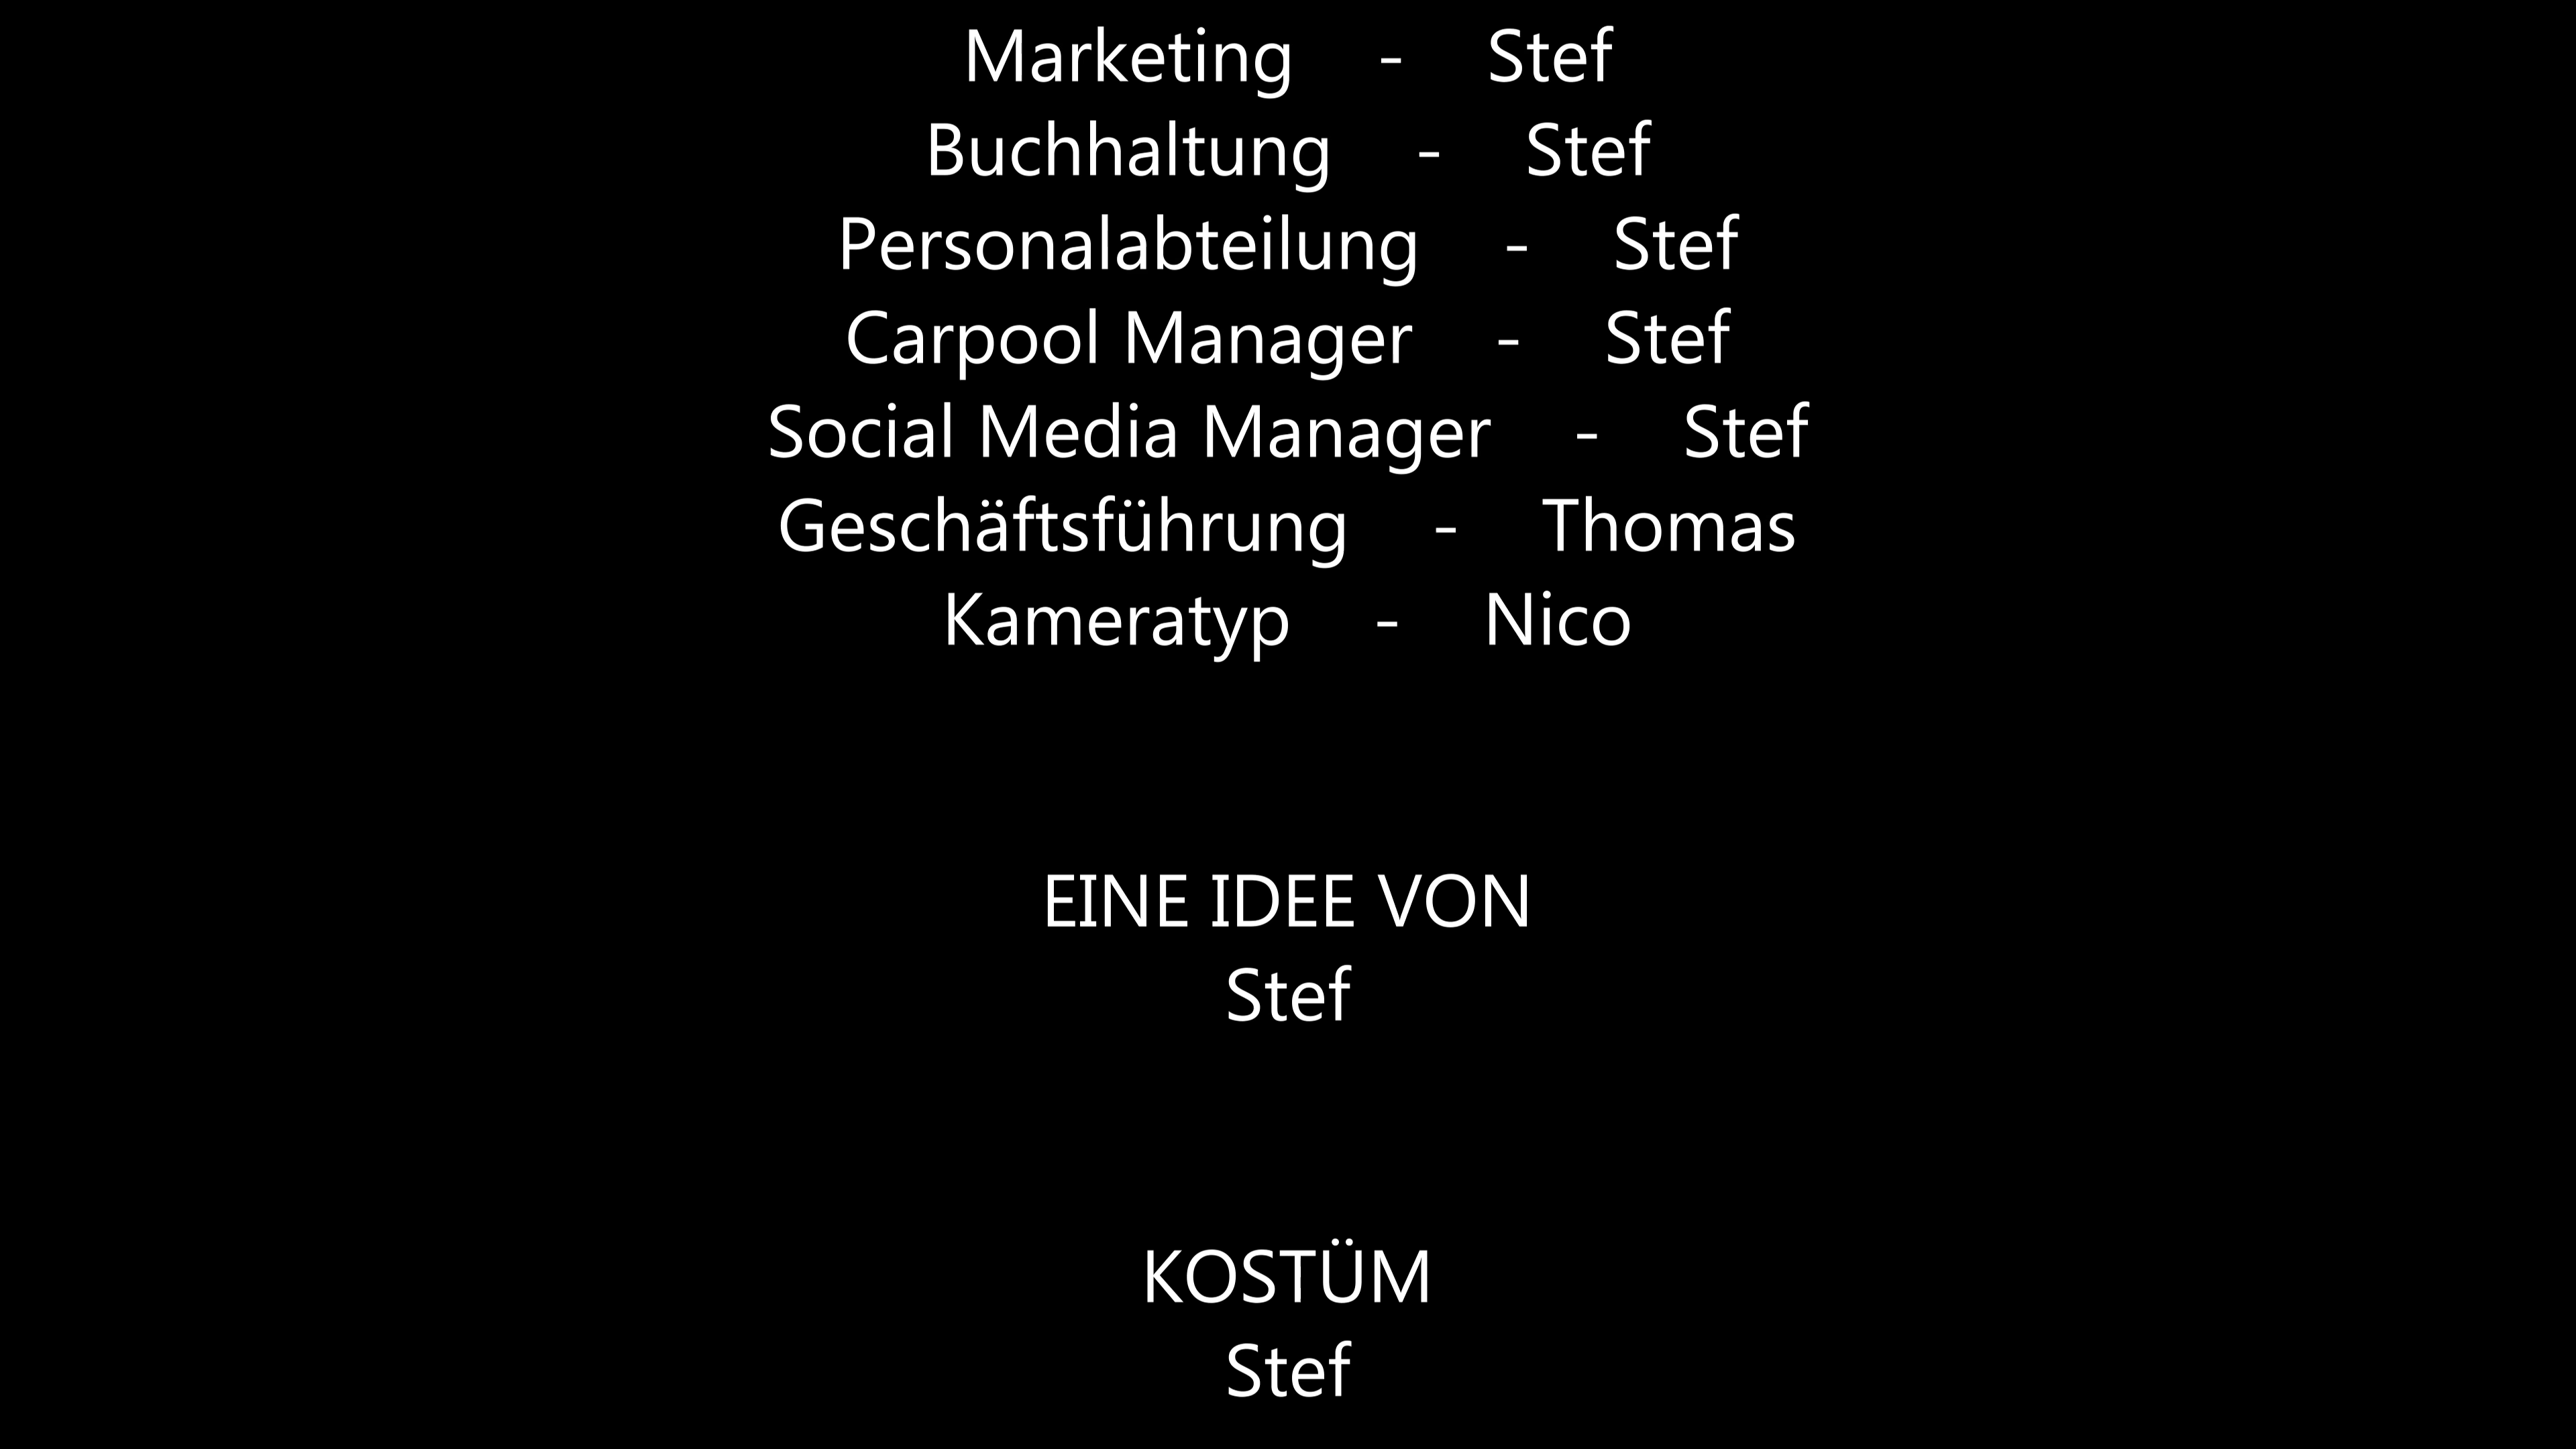 Marketing - Stef
Buchhaltung - Stef
Personalabteilung - Stef
Carpool Manager - Stef
Social Media Manager - Stef
Geschäftsführung - Thomas
Kameratyp - Nico
EINE IDEE VON
Stef
KOSTÜM
Stef